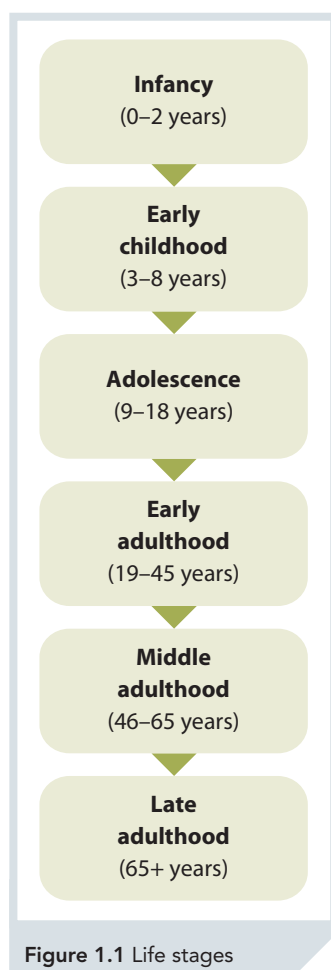 Infancy
(0–2 years)
Early
childhood
(3–8 years)
Adolescence
(9–18 years)
Early
adulthood
(19–45 years)
Middle
adulthood
(46–65 years)
Late
adulthood
(65+ years)
Figure 1.1 Life stages